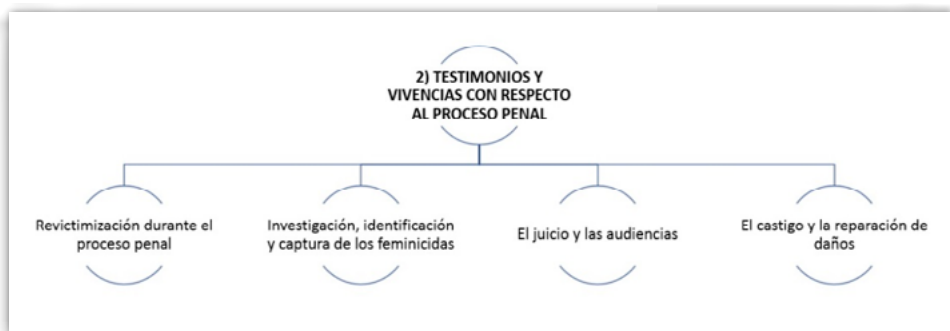 2) TESTIMONIOS Y
VIVENCIAS CON RESPECTO
AL PROCESO PENAL
Revictimización durante el
proceso penal
Investigación, identificación
y captura de los feminicidas
El juicio y las audiencias
El castigo y la reparación de
daños